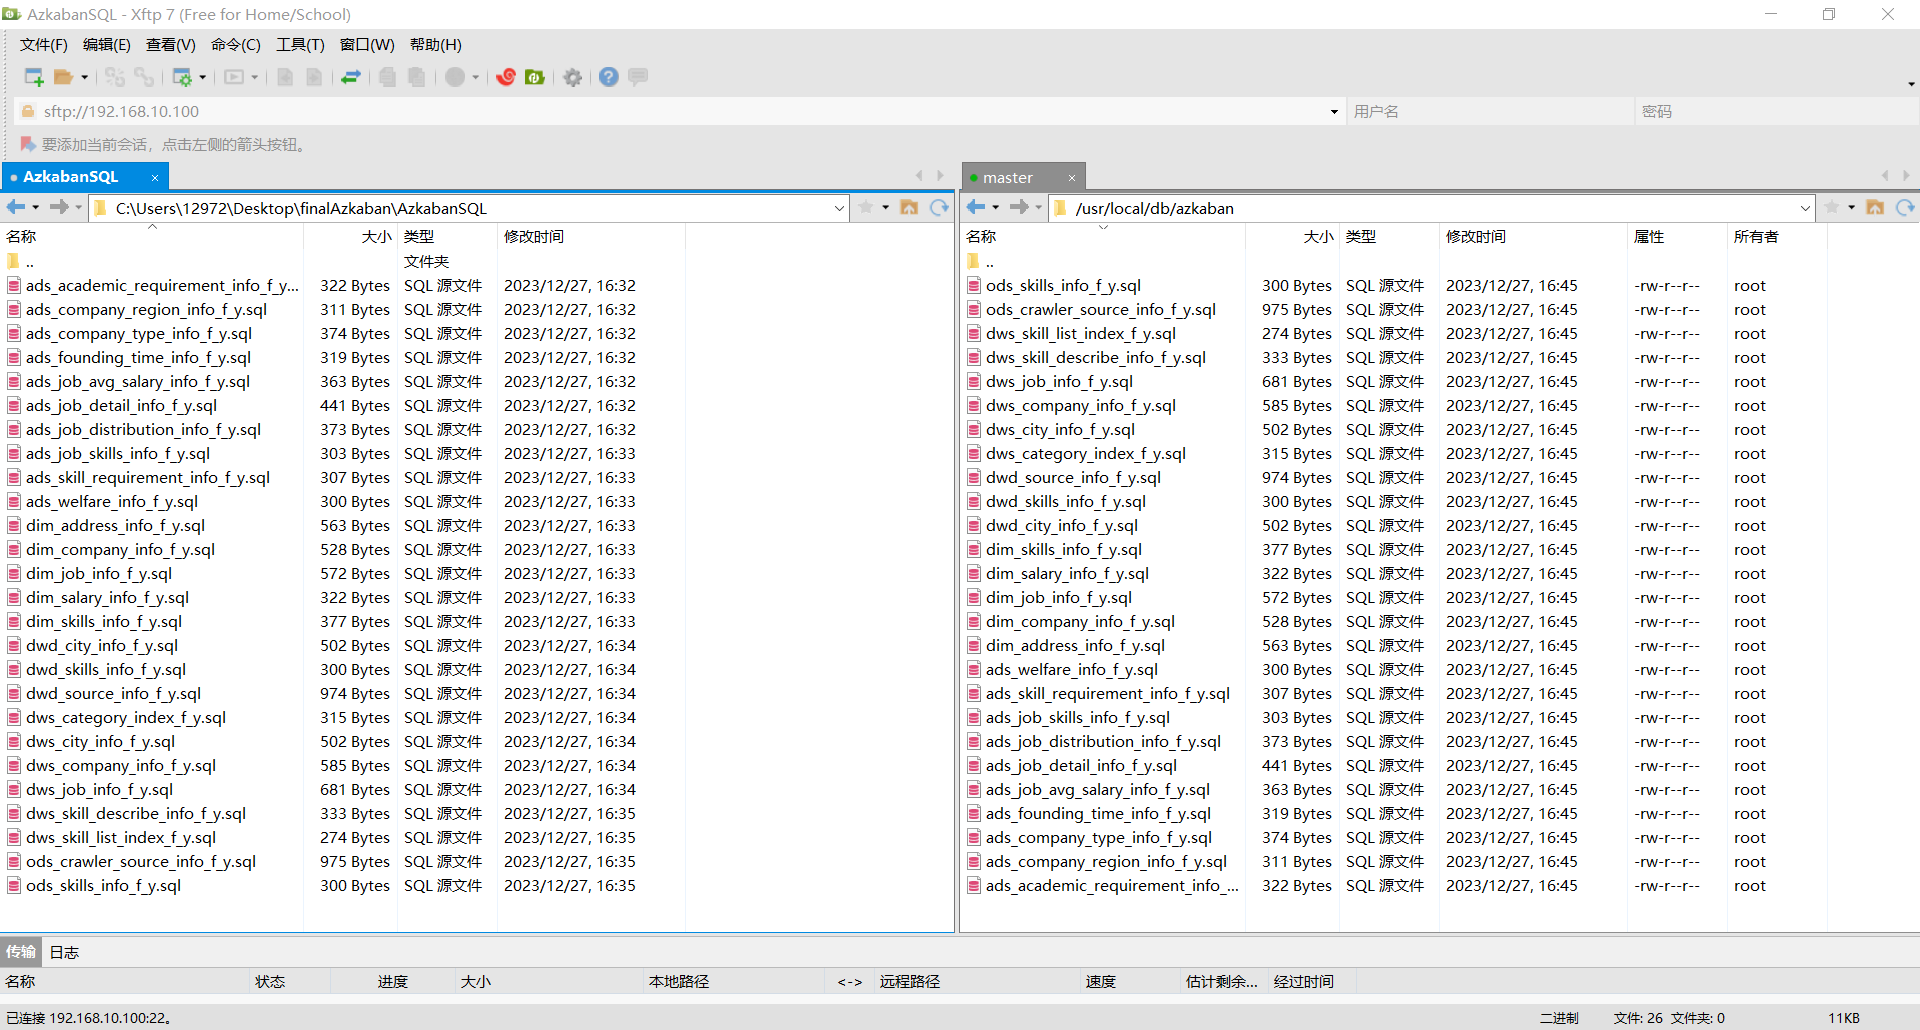 AzkabanSQL - Xftp 7 (Free for Home/School)
文件(F) 编辑(E) 查看(V) 命令(C) 工具(T) 窗口(W) 帮助(H)
sftp://192.168.10.100 用户名 密码
要添加当前会话，点击左侧的箭头按钮。
AzkabanSQL ×
C:\Users\12972\Desktop\finalAzkaban\AzkabanSQL
名称 大小 类型 修改时间
.. 文件夹
ads_academic_requirement_info_f_y... 322 Bytes SQL 源文件 2023/12/27, 16:32
ads_company_region_info_f_y.sql 311 Bytes SQL 源文件 2023/12/27, 16:32
ads_company_type_info_f_y.sql 374 Bytes SQL 源文件 2023/12/27, 16:32
ads_founding_time_info_f_y.sql 319 Bytes SQL 源文件 2023/12/27, 16:32
ads_job_avg_salary_info_f_y.sql 363 Bytes SQL 源文件 2023/12/27, 16:32
ads_job_detail_info_f_y.sql 441 Bytes SQL 源文件 2023/12/27, 16:32
ads_job_distribution_info_f_y.sql 373 Bytes SQL 源文件 2023/12/27, 16:32
ads_job_skills_info_f_y.sql 303 Bytes SQL 源文件 2023/12/27, 16:33
ads_skill_requirement_info_f_y.sql 307 Bytes SQL 源文件 2023/12/27, 16:33
ads_welfare_info_f_y.sql 300 Bytes SQL 源文件 2023/12/27, 16:33
dim_address_info_f_y.sql 563 Bytes SQL 源文件 2023/12/27, 16:33
dim_company_info_f_y.sql 528 Bytes SQL 源文件 2023/12/27, 16:33
dim_job_info_f_y.sql 572 Bytes SQL 源文件 2023/12/27, 16:33
dim_salary_info_f_y.sql 322 Bytes SQL 源文件 2023/12/27, 16:33
dim_skills_info_f_y.sql 377 Bytes SQL 源文件 2023/12/27, 16:33
dwd_city_info_f_y.sql 502 Bytes SQL 源文件 2023/12/27, 16:34
dwd_skills_info_f_y.sql 300 Bytes SQL 源文件 2023/12/27, 16:34
dwd_source_info_f_y.sql 974 Bytes SQL 源文件 2023/12/27, 16:34
dws_category_index_f_y.sql 315 Bytes SQL 源文件 2023/12/27, 16:34
dws_city_info_f_y.sql 502 Bytes SQL 源文件 2023/12/27, 16:34
dws_company_info_f_y.sql 585 Bytes SQL 源文件 2023/12/27, 16:34
dws_job_info_f_y.sql 681 Bytes SQL 源文件 2023/12/27, 16:34
dws_skill_describe_info_f_y.sql 333 Bytes SQL 源文件 2023/12/27, 16:35
dws_skill_list_index_f_y.sql 274 Bytes SQL 源文件 2023/12/27, 16:35
ods_crawler_source_info_f_y.sql 975 Bytes SQL 源文件 2023/12/27, 16:35
ods_skills_info_f_y.sql 300 Bytes SQL 源文件 2023/12/27, 16:35
master ×
/usr/local/db/azkaban
名称 大小 类型 修改时间 属性 所有者
..
ods_skills_info_f_y.sql 300 Bytes SQL 源文件 2023/12/27, 16:45 -rw-r--r-- root
ods_crawler_source_info_f_y.sql 975 Bytes SQL 源文件 2023/12/27, 16:45 -rw-r--r-- root
dws_skill_list_index_f_y.sql 274 Bytes SQL 源文件 2023/12/27, 16:45 -rw-r--r-- root
dws_skill_describe_info_f_y.sql 333 Bytes SQL 源文件 2023/12/27, 16:45 -rw-r--r-- root
dws_job_info_f_y.sql 681 Bytes SQL 源文件 2023/12/27, 16:45 -rw-r--r-- root
dws_company_info_f_y.sql 585 Bytes SQL 源文件 2023/12/27, 16:45 -rw-r--r-- root
dws_city_info_f_y.sql 502 Bytes SQL 源文件 2023/12/27, 16:45 -rw-r--r-- root
dws_category_index_f_y.sql 315 Bytes SQL 源文件 2023/12/27, 16:45 -rw-r--r-- root
dwd_source_info_f_y.sql 974 Bytes SQL 源文件 2023/12/27, 16:45 -rw-r--r-- root
dwd_skills_info_f_y.sql 300 Bytes SQL 源文件 2023/12/27, 16:45 -rw-r--r-- root
dwd_city_info_f_y.sql 502 Bytes SQL 源文件 2023/12/27, 16:45 -rw-r--r-- root
dim_skills_info_f_y.sql 377 Bytes SQL 源文件 2023/12/27, 16:45 -rw-r--r-- root
dim_salary_info_f_y.sql 322 Bytes SQL 源文件 2023/12/27, 16:45 -rw-r--r-- root
dim_job_info_f_y.sql 572 Bytes SQL 源文件 2023/12/27, 16:45 -rw-r--r-- root
dim_company_info_f_y.sql 528 Bytes SQL 源文件 2023/12/27, 16:45 -rw-r--r-- root
dim_address_info_f_y.sql 563 Bytes SQL 源文件 2023/12/27, 16:45 -rw-r--r-- root
ads_welfare_info_f_y.sql 300 Bytes SQL 源文件 2023/12/27, 16:45 -rw-r--r-- root
ads_skill_requirement_info_f_y.sql 307 Bytes SQL 源文件 2023/12/27, 16:45 -rw-r--r-- root
ads_job_skills_info_f_y.sql 303 Bytes SQL 源文件 2023/12/27, 16:45 -rw-r--r-- root
ads_job_distribution_info_f_y.sql 373 Bytes SQL 源文件 2023/12/27, 16:45 -rw-r--r-- root
ads_job_detail_info_f_y.sql 441 Bytes SQL 源文件 2023/12/27, 16:45 -rw-r--r-- root
ads_job_avg_salary_info_f_y.sql 363 Bytes SQL 源文件 2023/12/27, 16:45 -rw-r--r-- root
ads_founding_time_info_f_y.sql 319 Bytes SQL 源文件 2023/12/27, 16:45 -rw-r--r-- root
ads_company_type_info_f_y.sql 374 Bytes SQL 源文件 2023/12/27, 16:45 -rw-r--r-- root
ads_company_region_info_f_y.sql 311 Bytes SQL 源文件 2023/12/27, 16:45 -rw-r--r-- root
ads_academic_requirement_info_... 322 Bytes SQL 源文件 2023/12/27, 16:45 -rw-r--r-- root
传输 日志
名称 状态 进度 大小 本地路径 <-> 远程路径 速度 估计剩余... 经过时间
已连接 192.168.10.100:22。 二进制 文件: 26 文件夹: 0 11KB